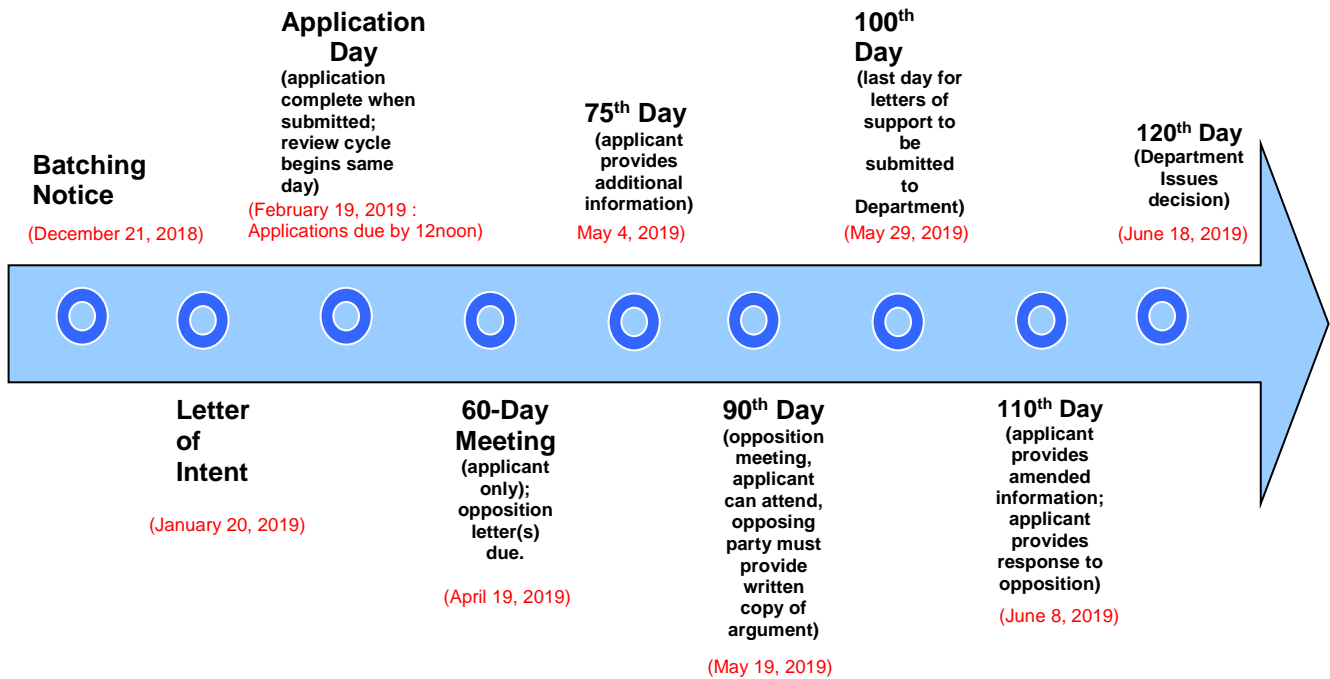 Batching
Notice
(December 21, 2018)
Letter
of
Intent
(January 20, 2019)
Application
Day
(application
complete when
submitted;
review cycle
begins same
day)
(February 19, 2019 :
Applications due by 12noon)
60-Day
Meeting
(applicant
only);
opposition
letter(s)
due.
(April 19, 2019)
75th Day
(applicant
provides
additional
information)
May 4, 2019)
90th Day
(opposition
meeting,
applicant
can attend,
opposing
party must
provide
written
copy of
argument)
(May 19, 2019)
100th
Day
(last day for
letters of
support to
be
submitted
to
Department)
(May 29, 2019)
110th Day
(applicant
provides
amended
information;
applicant
provides
response to
opposition)
(June 8, 2019)
120th Day
(Department
Issues
decision)
(June 18, 2019)